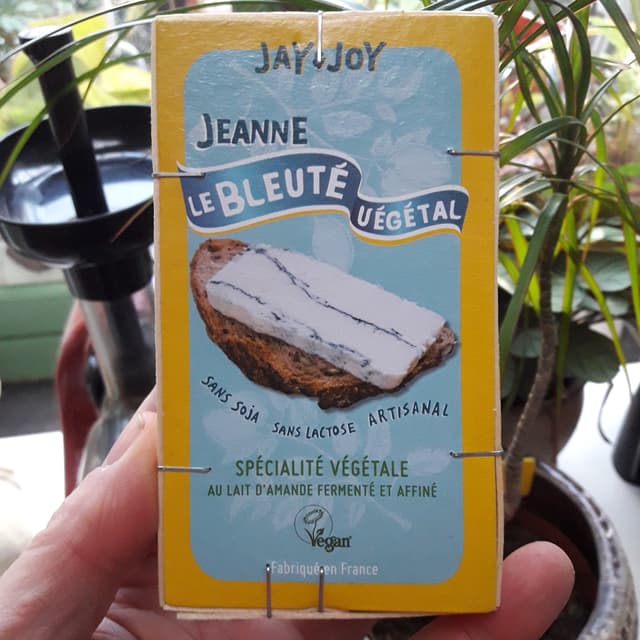 JAY&JOY
JEANNE
LE BLEUTÉ VÉGÉTAL
SANS SOJA SANS LACTOSE ARTISANAL
SPÉCIALITÉ VÉGÉTALE
AU LAIT D'AMANDE FERMENTÉ ET AFFINÉ
Vegan
Fabriqué en France